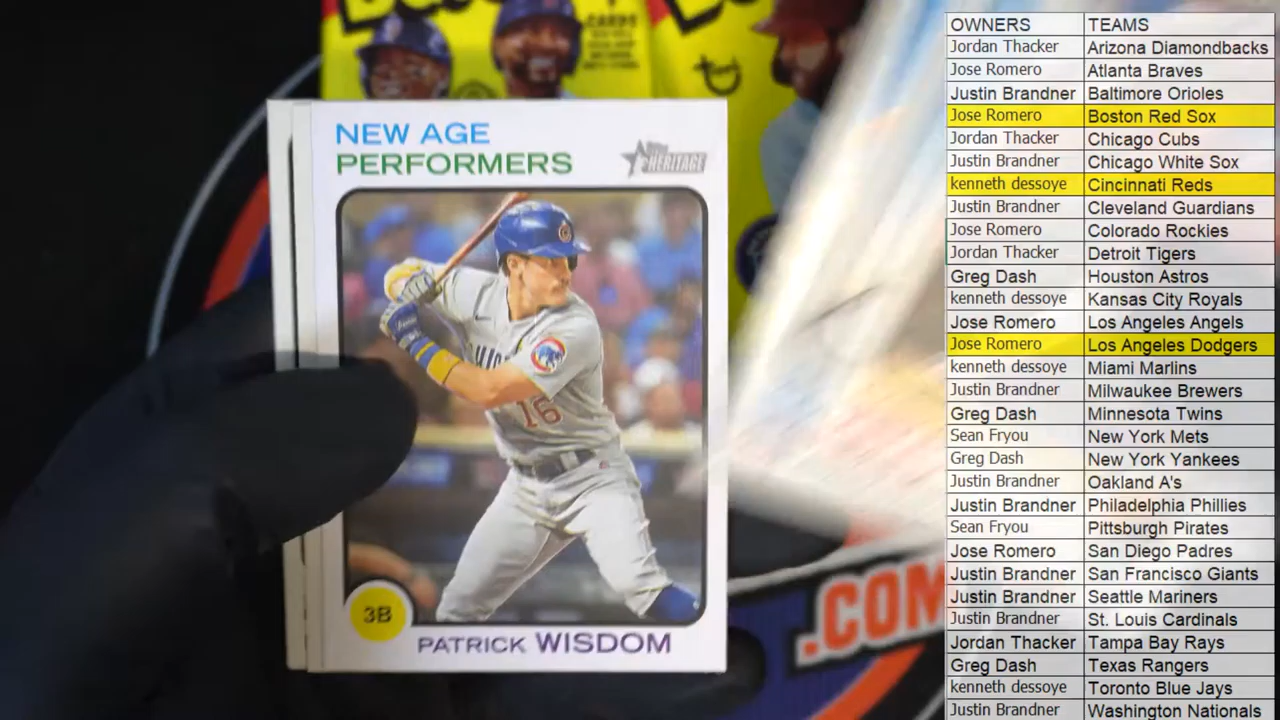 CARDS
NEW AGE
PERFORMERS
Topps
HERITAGE
16
3B
PATRICK WISDOM
.COM
OWNERS TEAMS
Jordan Thacker Arizona Diamondbacks
Jose Romero Atlanta Braves
Justin Brandner Baltimore Orioles
Jose Romero Boston Red Sox
Jordan Thacker Chicago Cubs
Justin Brandner Chicago White Sox
kenneth dessoye Cincinnati Reds
Justin Brandner Cleveland Guardians
Jose Romero Colorado Rockies
Jordan Thacker Detroit Tigers
Greg Dash Houston Astros
kenneth dessoye Kansas City Royals
Jose Romero Los Angeles Angels
Jose Romero Los Angeles Dodgers
kenneth dessoye Miami Marlins
Justin Brandner Milwaukee Brewers
Greg Dash Minnesota Twins
Sean Fryou New York Mets
Greg Dash New York Yankees
Justin Brandner Oakland A's
Justin Brandner Philadelphia Phillies
Sean Fryou Pittsburgh Pirates
Jose Romero San Diego Padres
Justin Brandner San Francisco Giants
Justin Brandner Seattle Mariners
Justin Brandner St. Louis Cardinals
Jordan Thacker Tampa Bay Rays
Greg Dash Texas Rangers
kenneth dessoye Toronto Blue Jays
Justin Brandner Washington Nationals